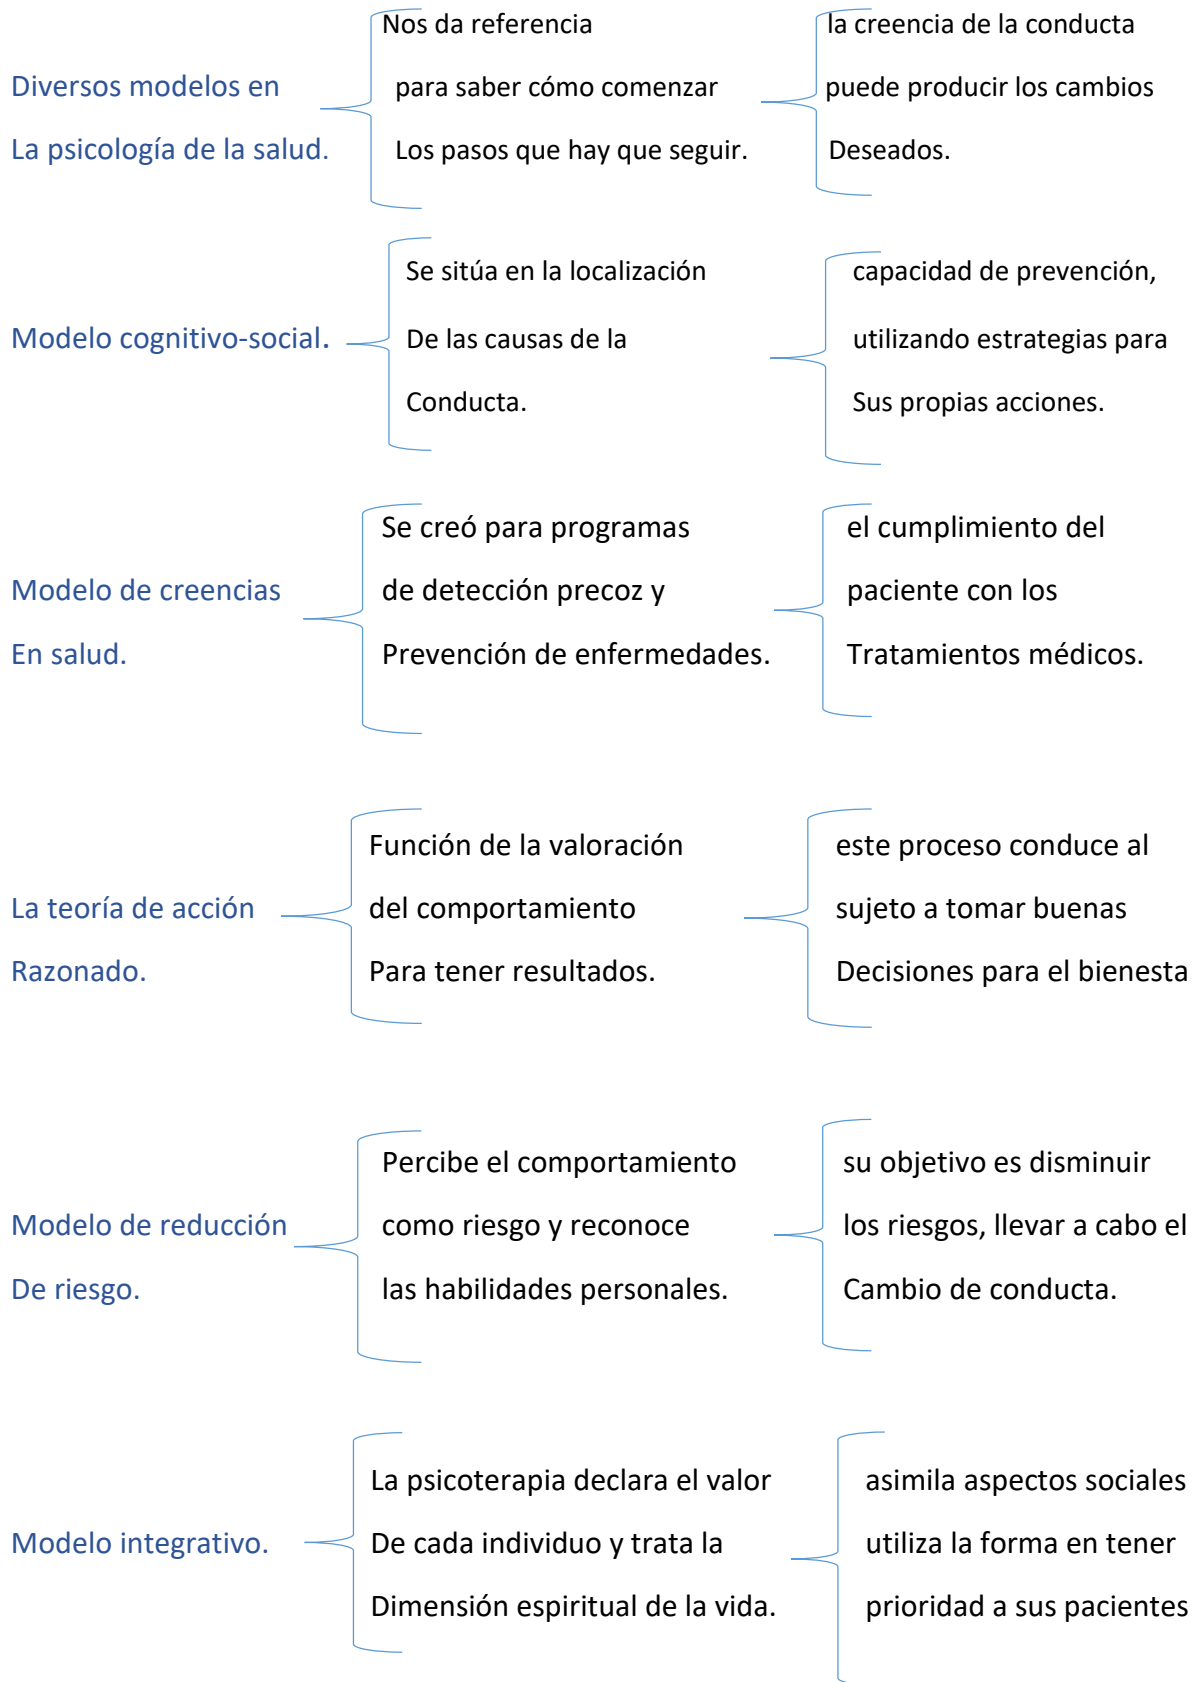 Diversos modelos en
La psicología de la salud.
Nos da referencia
para saber cómo comenzar
Los pasos que hay que seguir.
la creencia de la conducta
puede producir los cambios
Deseados.
Modelo cognitivo-social.
Se sitúa en la localización
De las causas de la
Conducta.
capacidad de prevención,
utilizando estrategias para
Sus propias acciones.
Modelo de creencias
En salud.
Se creó para programas
de detección precoz y
Prevención de enfermedades.
el cumplimiento del
paciente con los
Tratamientos médicos.
La teoría de acción
Razonado.
Función de la valoración
del comportamiento
Para tener resultados.
este proceso conduce al
sujeto a tomar buenas
Decisiones para el bienesta
Modelo de reducción
De riesgo.
Percibe el comportamiento
como riesgo y reconoce
las habilidades personales.
su objetivo es disminuir
los riesgos, llevar a cabo el
Cambio de conducta.
Modelo integrativo.
La psicoterapia declara el valor
De cada individuo y trata la
Dimensión espiritual de la vida.
asimila aspectos sociales
utiliza la forma en tener
prioridad a sus pacientes